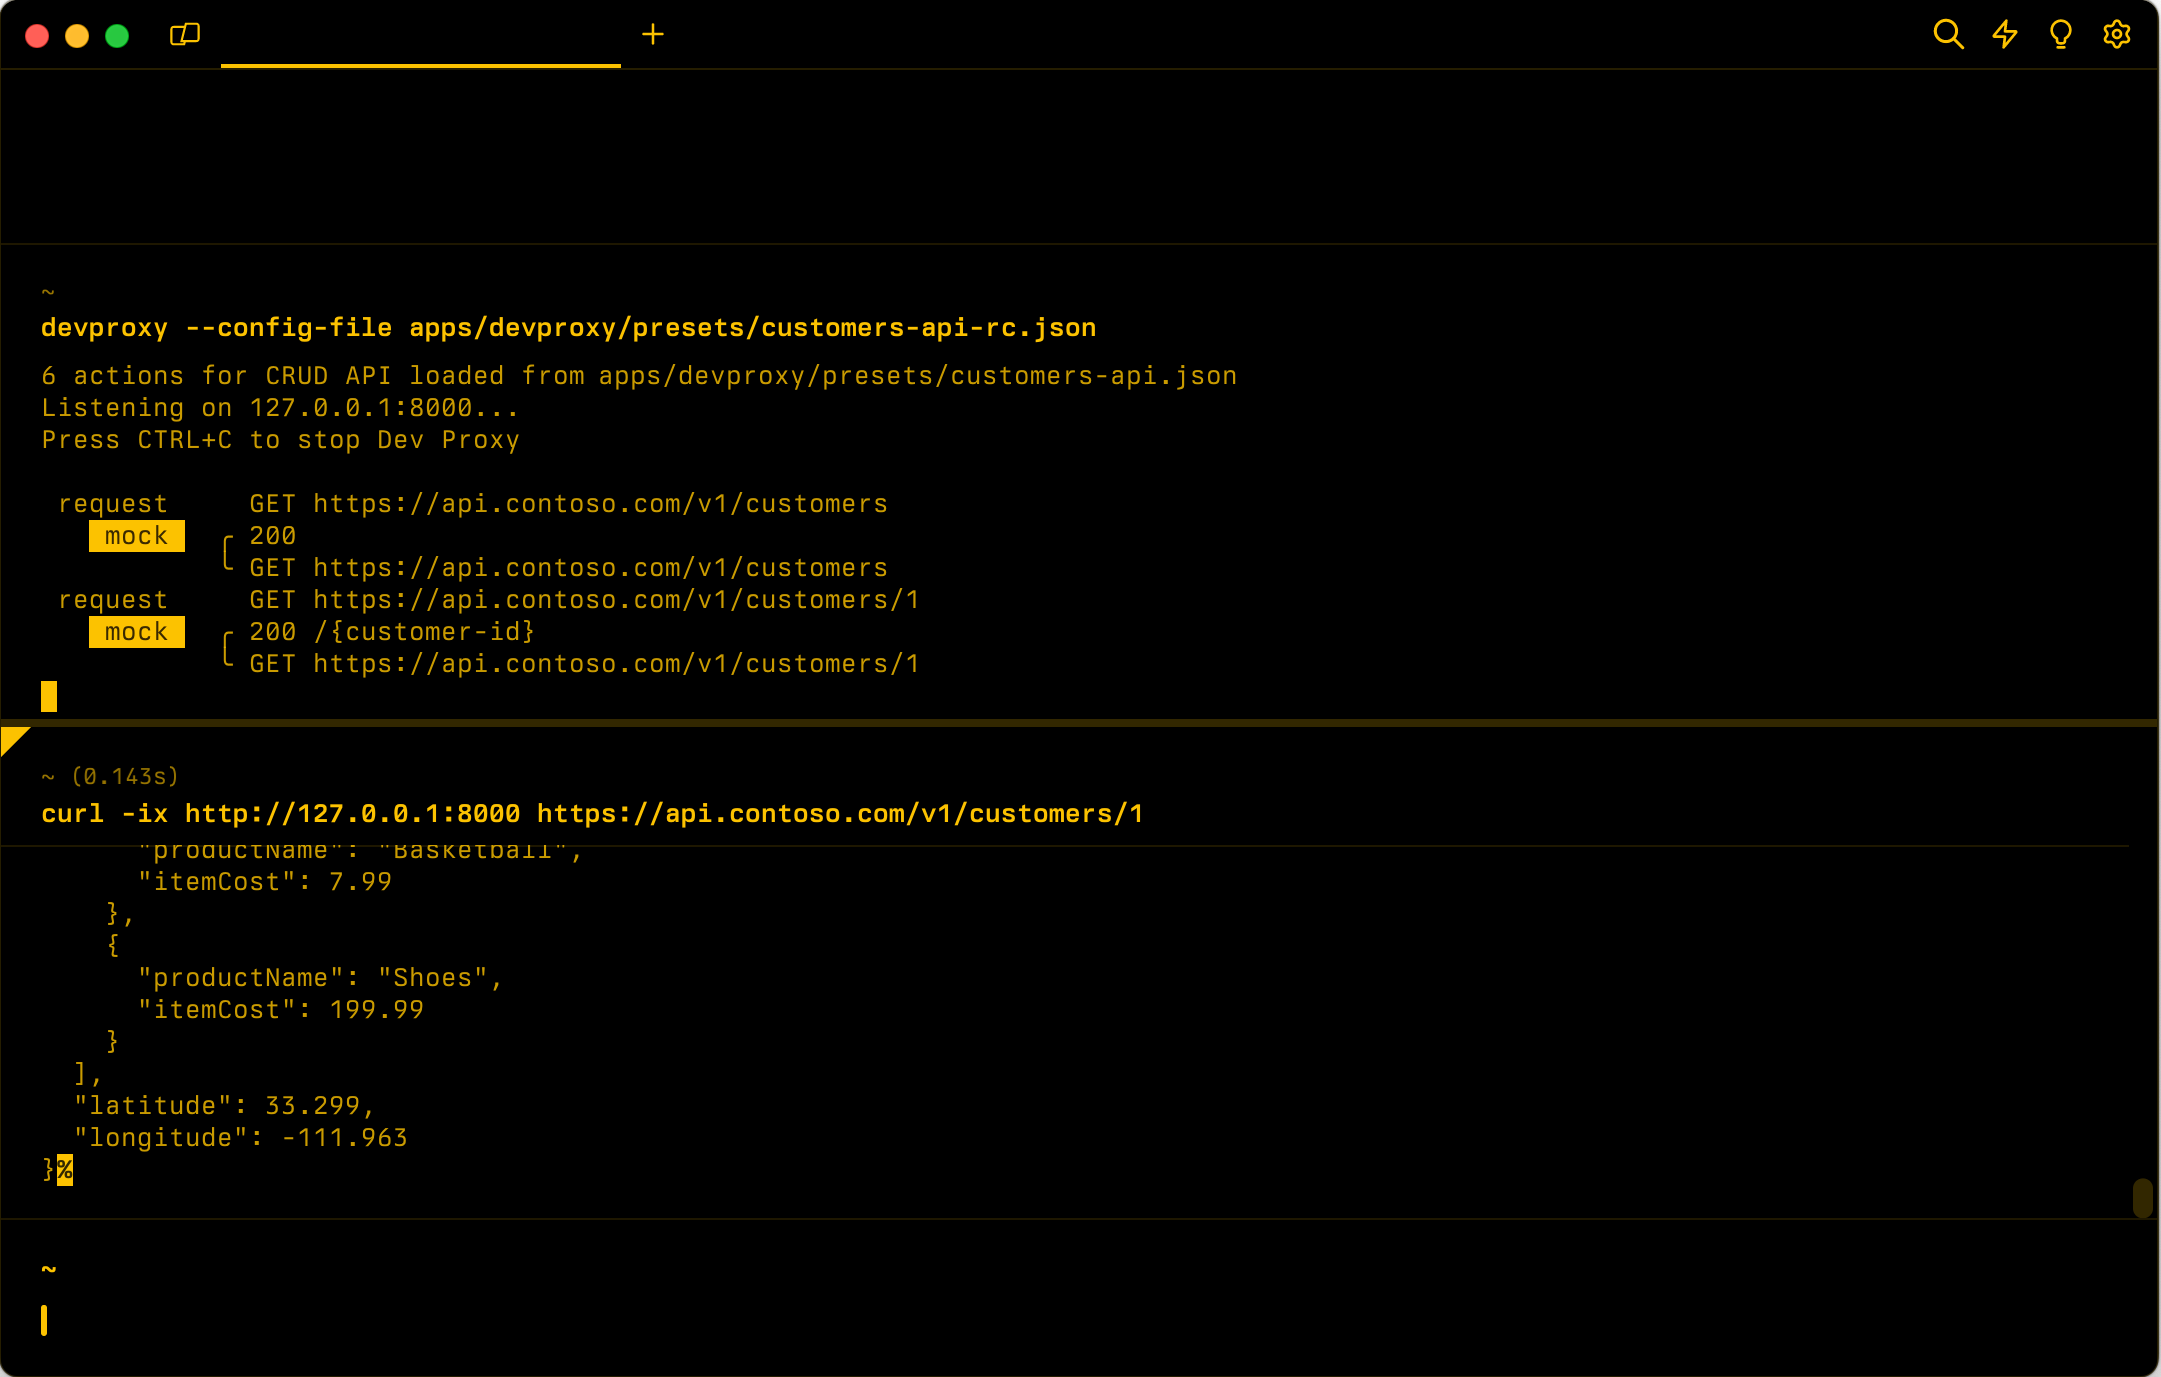 ~
devproxy --config-file apps/devproxy/presets/customers-api-rc.json
6 actions for CRUD API loaded from apps/devproxy/presets/customers-api.json
Listening on 127.0.0.1:8000...
Press CTRL+C to stop Dev Proxy
request GET https://api.contoso.com/v1/customers
mock ╭ 200
╰ GET https://api.contoso.com/v1/customers
request GET https://api.contoso.com/v1/customers/1
mock ╭ 200 /{customer-id}
╰ GET https://api.contoso.com/v1/customers/1
~ (0.143s)
curl -ix http://127.0.0.1:8000 https://api.contoso.com/v1/customers/1
"productName": "Basketball",
"itemCost": 7.99
},
{
"productName": "Shoes",
"itemCost": 199.99
}
],
"latitude": 33.299,
"longitude": -111.963
}%
~